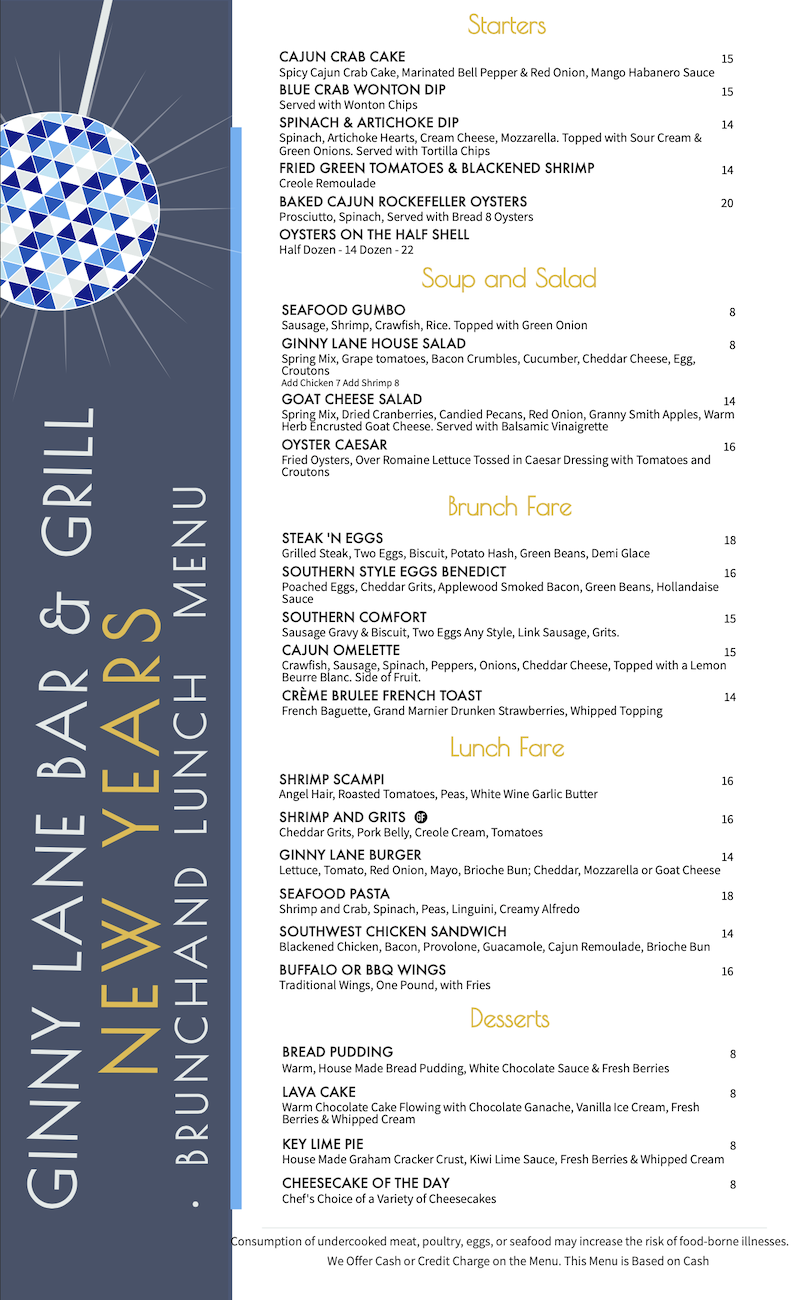 GINNY LANE BAR & GRILL
NEW YEARS
. BRUNCHAND LUNCH MENU
Starters
CAJUN CRAB CAKE 15
Spicy Cajun Crab Cake, Marinated Bell Pepper & Red Onion, Mango Habanero Sauce
BLUE CRAB WONTON DIP 15
Served with Wonton Chips
SPINACH & ARTICHOKE DIP 14
Spinach, Artichoke Hearts, Cream Cheese, Mozzarella. Topped with Sour Cream &
Green Onions. Served with Tortilla Chips
FRIED GREEN TOMATOES & BLACKENED SHRIMP 14
Creole Remoulade
BAKED CAJUN ROCKEFELLER OYSTERS 20
Prosciutto, Spinach, Served with Bread 8 Oysters
OYSTERS ON THE HALF SHELL
Half Dozen - 14 Dozen - 22
Soup and Salad
SEAFOOD GUMBO 8
Sausage, Shrimp, Crawfish, Rice. Topped with Green Onion
GINNY LANE HOUSE SALAD 8
Spring Mix, Grape tomatoes, Bacon Crumbles, Cucumber, Cheddar Cheese, Egg,
Croutons
Add Chicken 7 Add Shrimp 8
GOAT CHEESE SALAD 14
Spring Mix, Dried Cranberries, Candied Pecans, Red Onion, Granny Smith Apples, Warm
Herb Encrusted Goat Cheese. Served with Balsamic Vinaigrette
OYSTER CAESAR 16
Fried Oysters, Over Romaine Lettuce Tossed in Caesar Dressing with Tomatoes and
Croutons
Brunch Fare
STEAK 'N EGGS 18
Grilled Steak, Two Eggs, Biscuit, Potato Hash, Green Beans, Demi Glace
SOUTHERN STYLE EGGS BENEDICT 16
Poached Eggs, Cheddar Grits, Applewood Smoked Bacon, Green Beans, Hollandaise
Sauce
SOUTHERN COMFORT 15
Sausage Gravy & Biscuit, Two Eggs Any Style, Link Sausage, Grits.
CAJUN OMELETTE 15
Crawfish, Sausage, Spinach, Peppers, Onions, Cheddar Cheese, Topped with a Lemon
Beurre Blanc. Side of Fruit.
CRÈME BRULEE FRENCH TOAST 14
French Baguette, Grand Marnier Drunken Strawberries, Whipped Topping
Lunch Fare
SHRIMP SCAMPI 16
Angel Hair, Roasted Tomatoes, Peas, White Wine Garlic Butter
SHRIMP AND GRITS GF 16
Cheddar Grits, Pork Belly, Creole Cream, Tomatoes
GINNY LANE BURGER 14
Lettuce, Tomato, Red Onion, Mayo, Brioche Bun; Cheddar, Mozzarella or Goat Cheese
SEAFOOD PASTA 18
Shrimp and Crab, Spinach, Peas, Linguini, Creamy Alfredo
SOUTHWEST CHICKEN SANDWICH 14
Blackened Chicken, Bacon, Provolone, Guacamole, Cajun Remoulade, Brioche Bun
BUFFALO OR BBQ WINGS 16
Traditional Wings, One Pound, with Fries
Desserts
BREAD PUDDING 8
Warm, House Made Bread Pudding, White Chocolate Sauce & Fresh Berries
LAVA CAKE 8
Warm Chocolate Cake Flowing with Chocolate Ganache, Vanilla Ice Cream, Fresh
Berries & Whipped Cream
KEY LIME PIE 8
House Made Graham Cracker Crust, Kiwi Lime Sauce, Fresh Berries & Whipped Cream
CHEESECAKE OF THE DAY 8
Chef's Choice of a Variety of Cheesecakes
Consumption of undercooked meat, poultry, eggs, or seafood may increase the risk of food-borne illnesses.
We Offer Cash or Credit Charge on the Menu. This Menu is Based on Cash